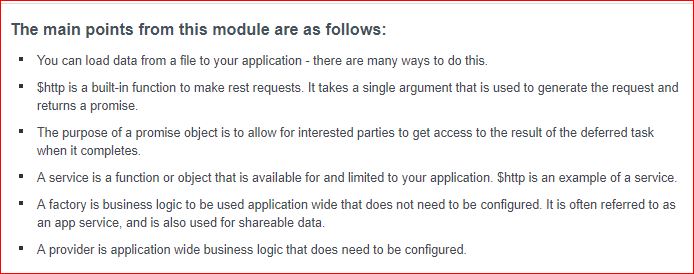 The main points from this module are as follows:
You can load data from a file to your application - there are many ways to do this.
$http is a built-in function to make rest requests. It takes a single argument that is used to generate the request and
returns a promise.
The purpose of a promise object is to allow for interested parties to get access to the result of the deferred task
when it completes.
A service is a function or object that is available for and limited to your application. $http is an example of a service.
A factory is business logic to be used application wide that does not need to be configured. It is often referred to as
an app service, and is also used for shareable data.
A provider is application wide business logic that does need to be configured.